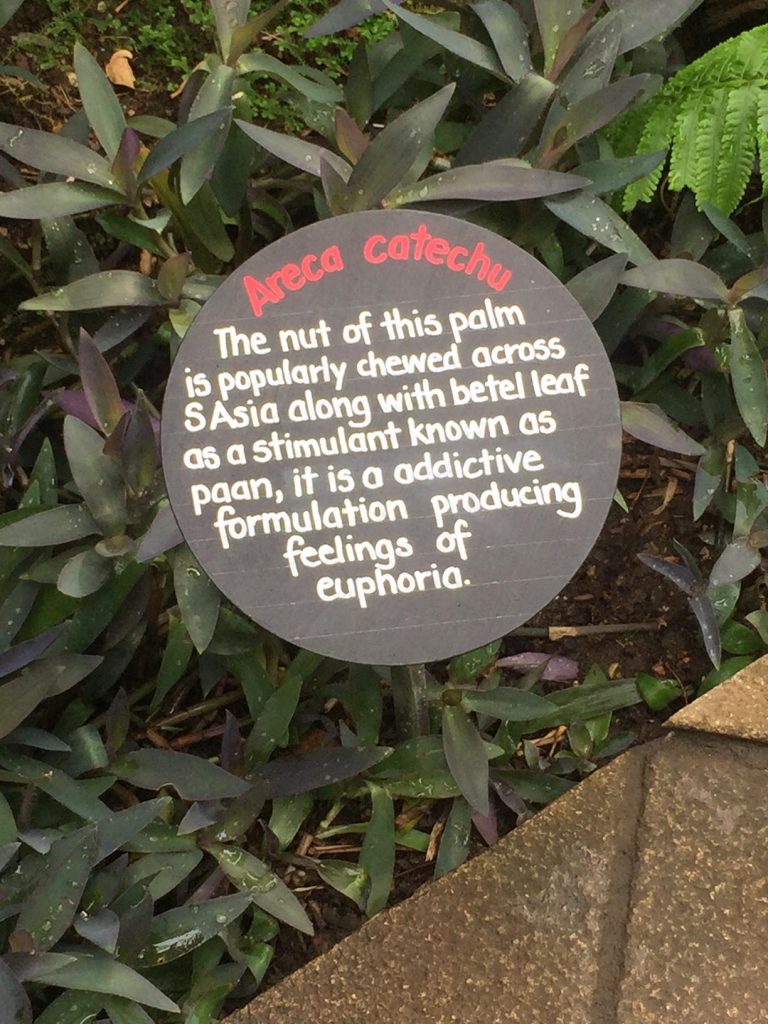 Areca catechu
The nut of this palm
is popularly chewed across
SAsia along with betel leaf
as a stimulant known as
paan, it is a addictive
formulation producing
feelings of
euphoria.